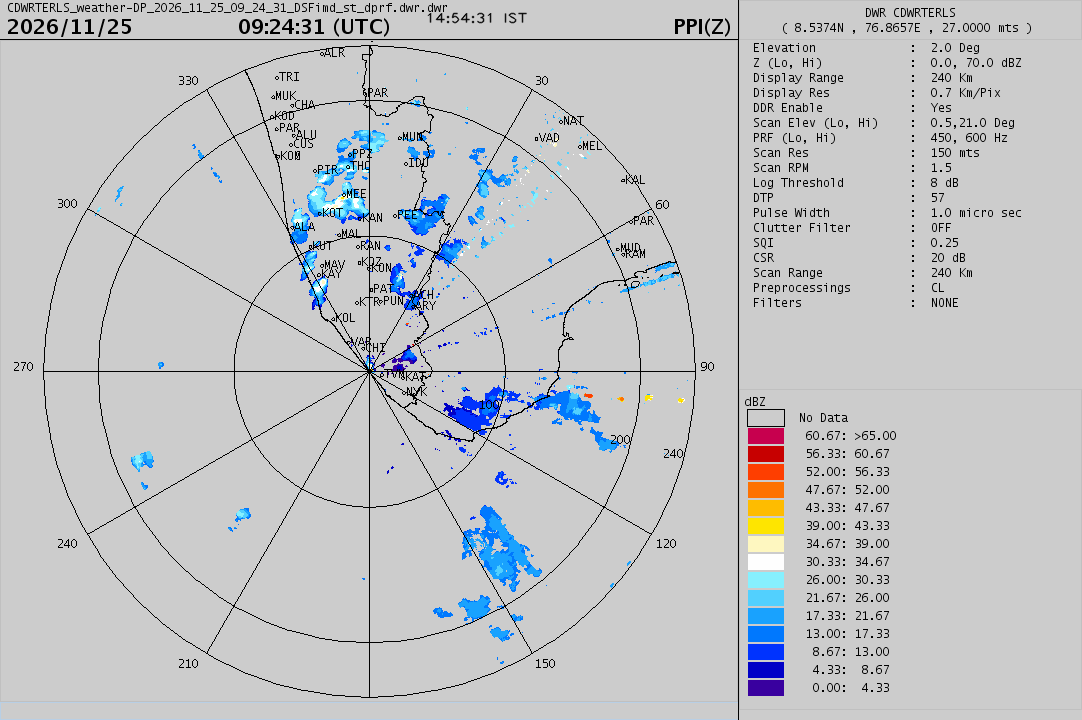 CDWRTERLS_weather-DP_2026_11_25_09_24_31_DSFimd_st_dprf.dwr.dwr
14:54:31 IST
2026/11/25 09:24:31 (UTC) PPI(Z)
DWR CDWRTERLS
( 8.5374N , 76.8657E , 27.0000 mts )
Elevation : 2.0 Deg
Z (Lo, Hi) : 0.0, 70.0 dBZ
Display Range : 240 Km
Display Res : 0.7 Km/Pix
DDR Enable : Yes
Scan Elev (Lo, Hi) : 0.5,21.0 Deg
PRF (Lo, Hi) : 450, 600 Hz
Scan Res : 150 mts
Scan RPM : 1.5
Log Threshold : 8 dB
DTP : 57
Pulse Width : 1.0 micro sec
Clutter Filter : OFF
SQI : 0.25
CSR : 20 dB
Scan Range : 240 Km
Preprocessings : CL
Filters : NONE
dBZ
No Data
60.67: >65.00
56.33: 60.67
52.00: 56.33
47.67: 52.00
43.33: 47.67
39.00: 43.33
34.67: 39.00
30.33: 34.67
26.00: 30.33
21.67: 26.00
17.33: 21.67
13.00: 17.33
8.67: 13.00
4.33: 8.67
0.00: 4.33
ALR
330
TRI
30
MUK
PAR
CHA
KOD
NAT
PAR
ALU
MUN
VAD
CUS
MEL
KOM
PPZ
IDU
PIR
THO
KAL
MEE
300
60
KOT
KAN
PEE
PAR
ALA
MAL
KUT
RAN
MUD
RAM
MAV
KOZ
KON
KAY
PAT
KTR
PUN
ARY
KOL
VAR
CHI
270
90
TVM
KAT
NYK
100
200
240
240
120
210
150